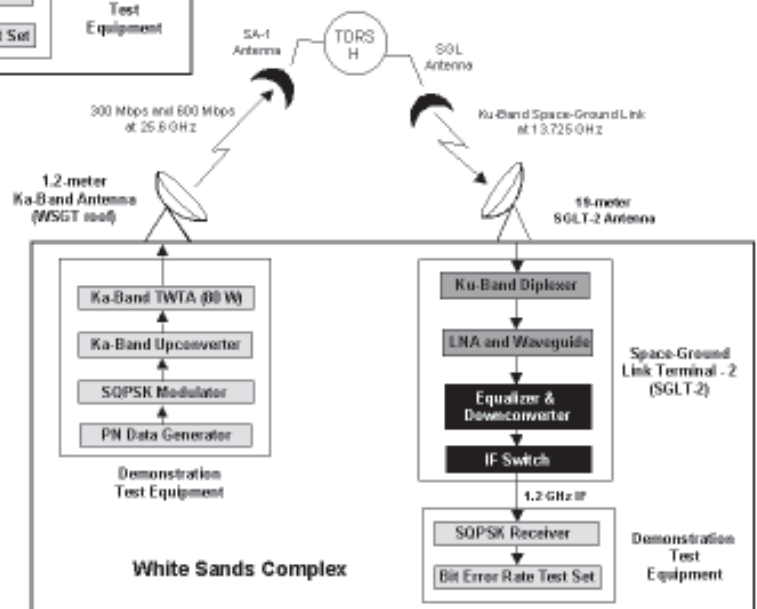 Test
Equipment
t Set
SA-1
Antenna
TDRS
H
SGL
Antenna
300 Mbps and 600 Mbps
at 25.6 GHz
Ku-Band Space-Ground Link
at 13.725 GHz
1.2-meter
Ka-Band Antenna
(WSGT roof)
19-meter
SGLT-2 Antenna
Ka-Band TWTA (80 W)
Ka-Band Upconverter
SQPSK Modulator
PN Data Generator
Demonstration
Test Equipment
Ku-Band Diplexer
LNA and Waveguide
Equalizer &
Downconverter
IF Switch
Space-Ground
Link Terminal - 2
(SGLT-2)
1.2 GHz IF
SQPSK Receiver
Bit Error Rate Test Set
Demonstration
Test
Equipment
White Sands Complex